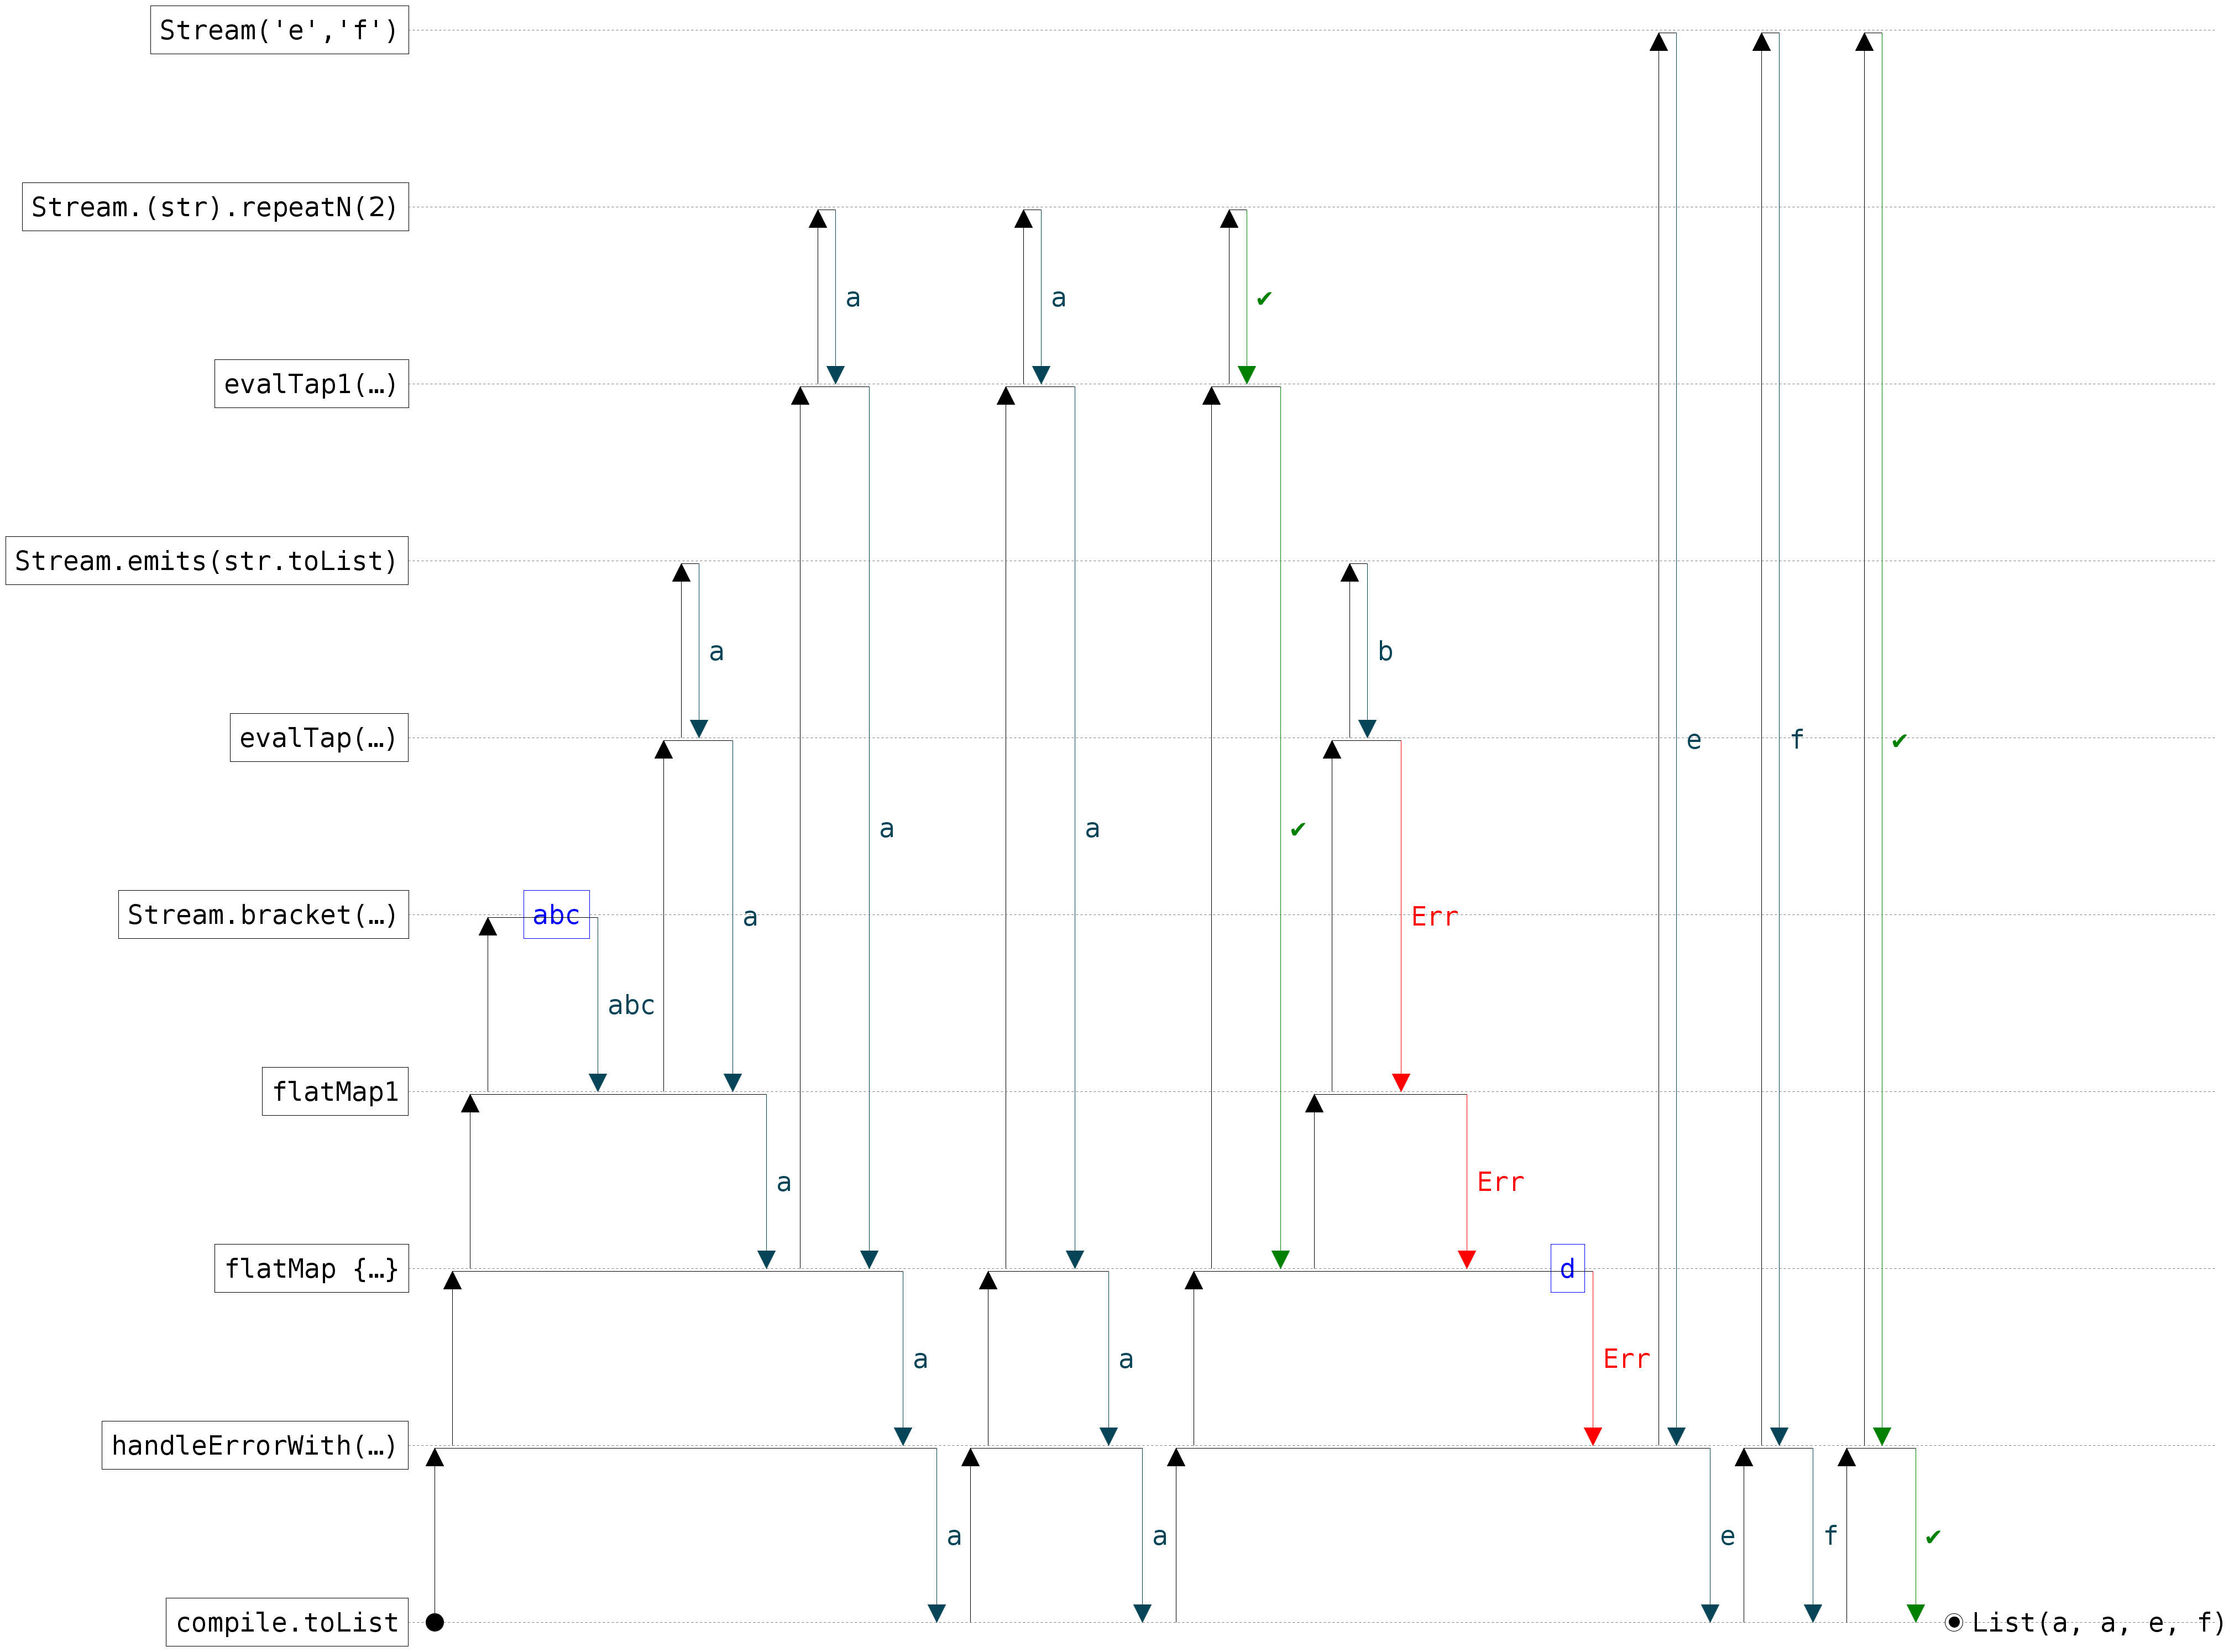 Stream('e','f')
Stream.(str).repeatN(2)
a a ✔
evalTap1(…)
Stream.emits(str.toList)
a b
evalTap(…) e f ✔
a a ✔
Stream.bracket(…) abc a Err
abc
flatMap1
a Err
flatMap {…} d
a a Err
handleErrorWith(…)
a a e f ✔
compile.toList List(a, a, e, f)